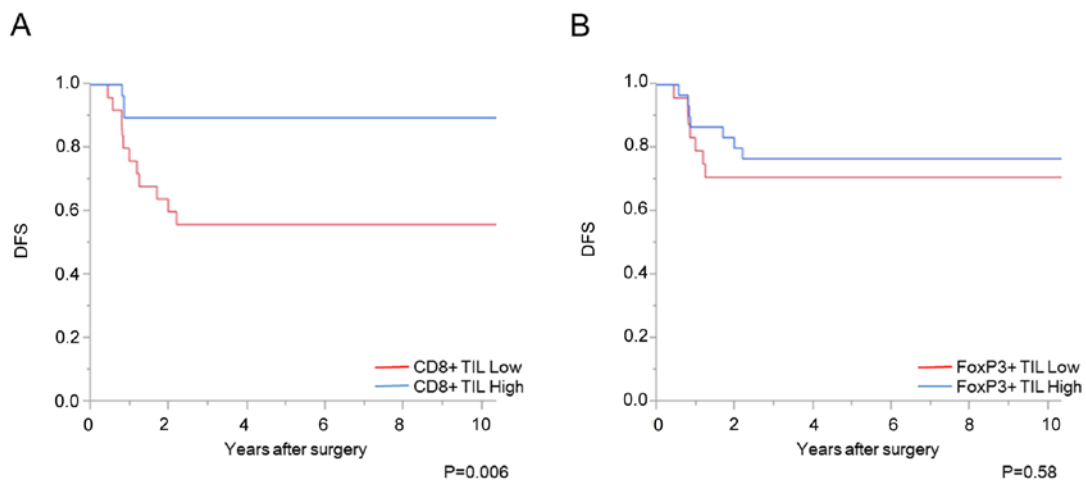 A
1.0
0.8
0.6
0.4
0.2
0.0
DFS
0 2 4 6 8 10
Years after surgery
CD8+ TIL Low
CD8+ TIL High
P=0.006
B
1.0
0.8
0.6
0.4
0.2
0.0
DFS
0 2 4 6 8 10
Years after surgery
FoxP3+ TIL Low
FoxP3+ TIL High
P=0.58